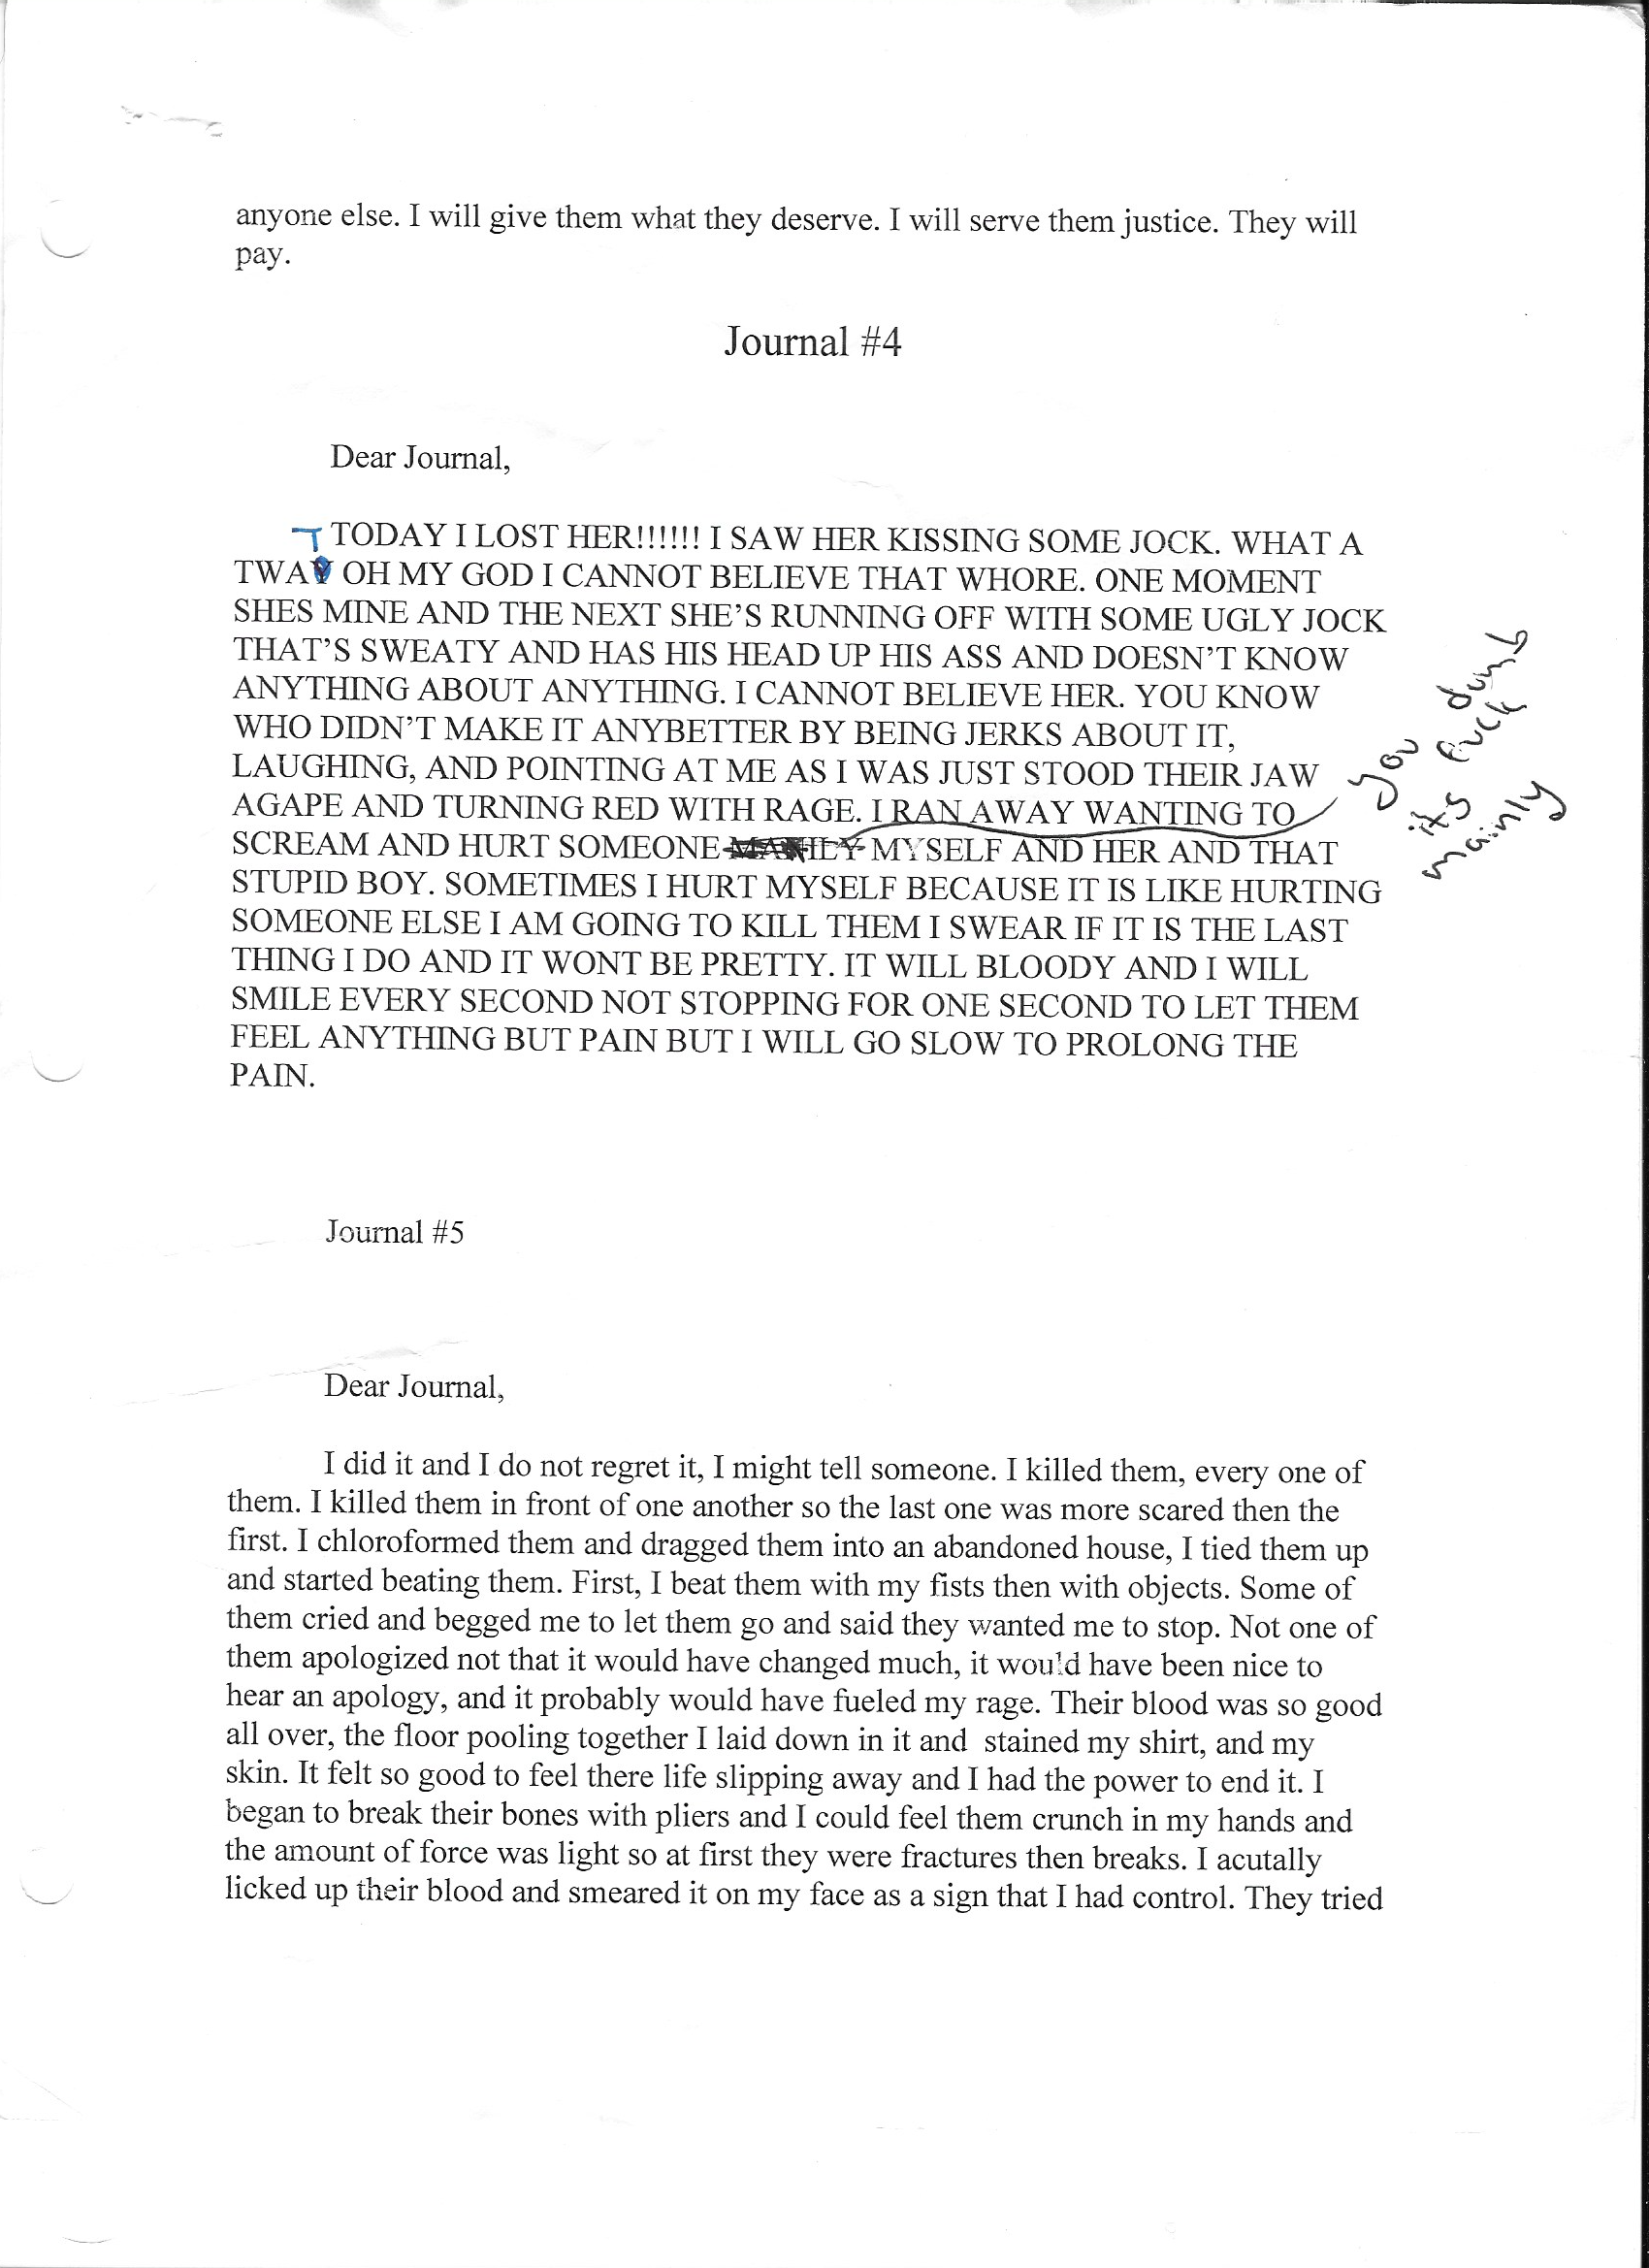 anyone else. I will give them what they deserve. I will serve them justice. They will
pay.
Journal #4
Dear Journal,
T TODAY I LOST HER!!!!!! I SAW HER KISSING SOME JOCK. WHAT A
TWAT OH MY GOD I CANNOT BELIEVE THAT WHORE. ONE MOMENT
SHES MINE AND THE NEXT SHE'S RUNNING OFF WITH SOME UGLY JOCK
THAT'S SWEATY AND HAS HIS HEAD UP HIS ASS AND DOESN'T KNOW
ANYTHING ABOUT ANYTHING. I CANNOT BELIEVE HER. YOU KNOW
WHO DIDN'T MAKE IT ANYBETTER BY BEING JERKS ABOUT IT,
LAUGHING, AND POINTING AT ME AS I WAS JUST STOOD THEIR JAW
AGAPE AND TURNING RED WITH RAGE. I RAN AWAY WANTING TO
SCREAM AND HURT SOMEONE MYSELF AND HER AND THAT
STUPID BOY. SOMETIMES I HURT MYSELF BECAUSE IT IS LIKE HURTING
SOMEONE ELSE I AM GOING TO KILL THEM I SWEAR IF IT IS THE LAST
THING I DO AND IT WONT BE PRETTY. IT WILL BLOODY AND I WILL
SMILE EVERY SECOND NOT STOPPING FOR ONE SECOND TO LET THEM
FEEL ANYTHING BUT PAIN BUT I WILL GO SLOW TO PROLONG THE
PAIN.
you dumb
its fuck
mainly
Journal #5
Dear Journal,
I did it and I do not regret it, I might tell someone. I killed them, every one of
them. I killed them in front of one another so the last one was more scared then the
first. I chloroformed them and dragged them into an abandoned house, I tied them up
and started beating them. First, I beat them with my fists then with objects. Some of
them cried and begged me to let them go and said they wanted me to stop. Not one of
them apologized not that it would have changed much, it would have been nice to
hear an apology, and it probably would have fueled my rage. Their blood was so good
all over, the floor pooling together I laid down in it and  stained my shirt, and my
skin. It felt so good to feel there life slipping away and I had the power to end it. I
began to break their bones with pliers and I could feel them crunch in my hands and
the amount of force was light so at first they were fractures then breaks. I acutally
licked up their blood and smeared it on my face as a sign that I had control. They tried